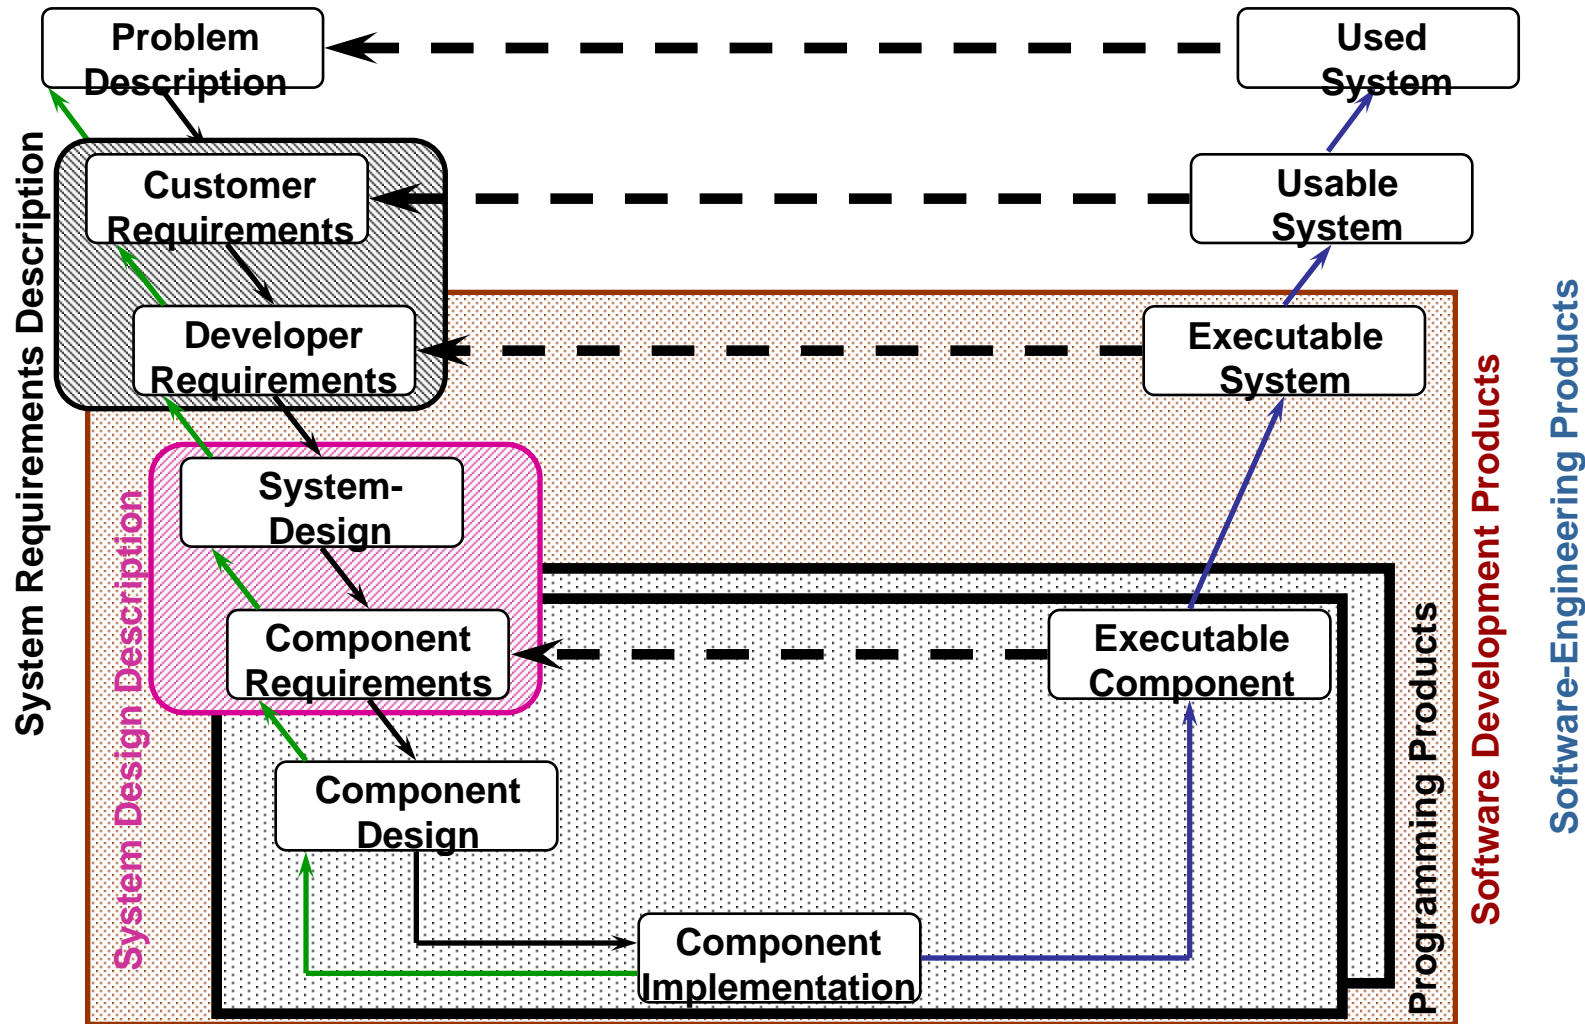 Problem
Description
Used
System
Customer
Requirements
Usable
System
Developer
Requirements
Executable
System
System-
Design
Component
Requirements
Executable
Component
Component
Design
Component
Implementation
System Requirements Description
System Design Description
Programming Products
Software Development Products
Software-Engineering Products